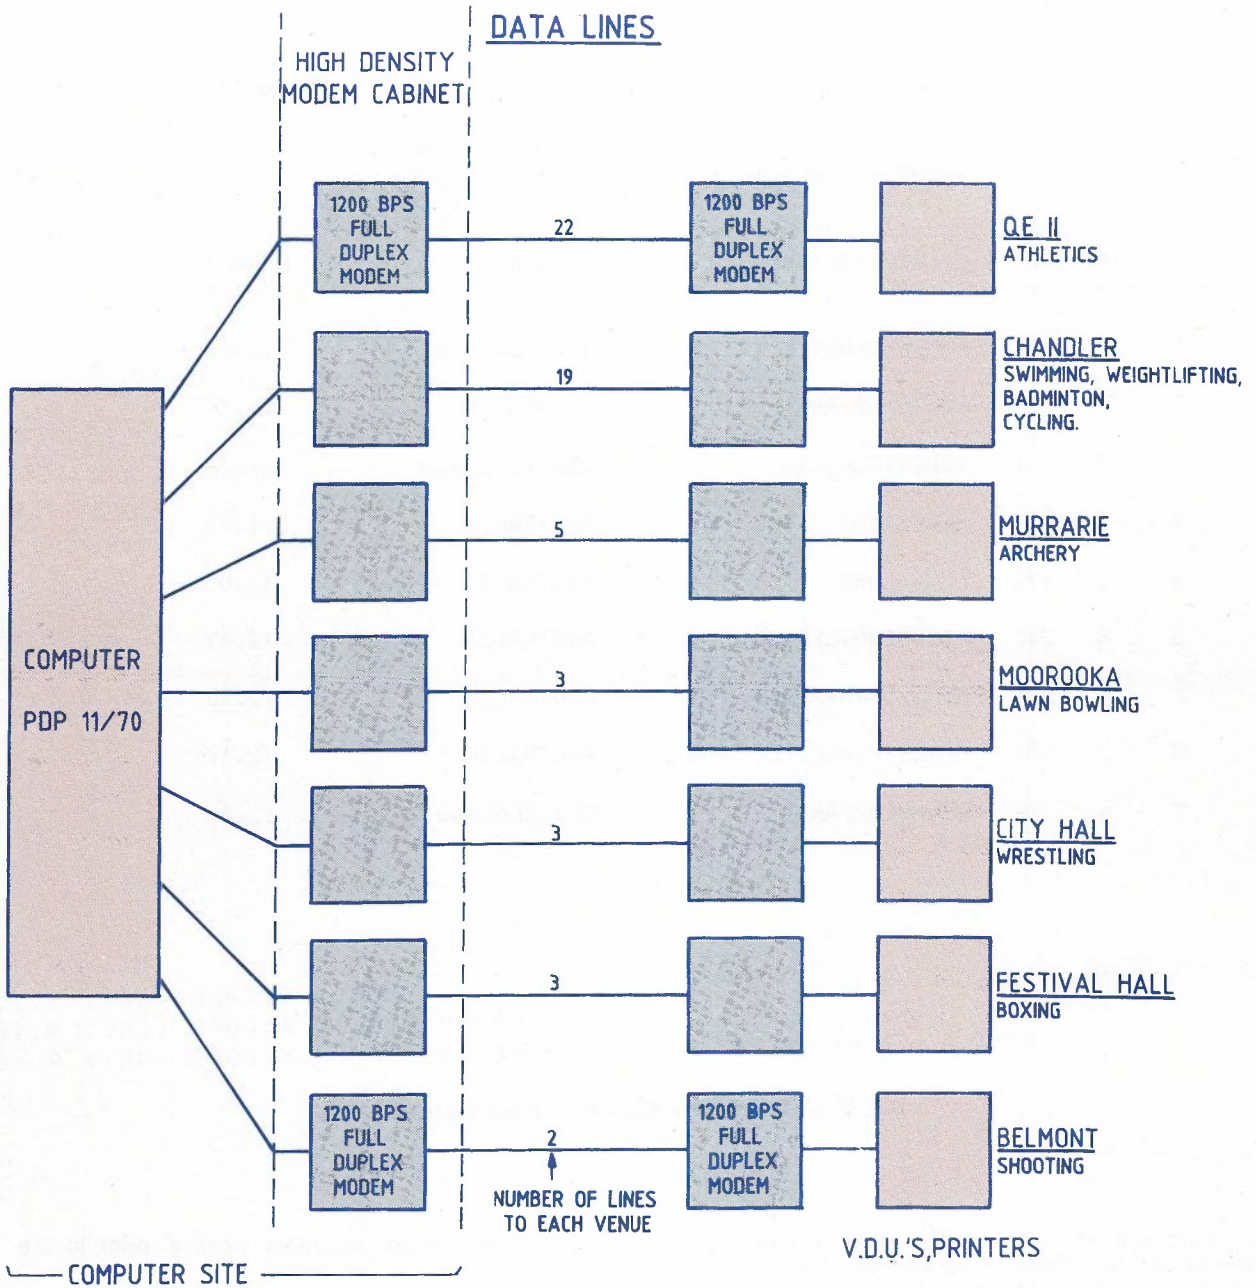 DATA LINES
HIGH DENSITY
MODEM CABINET
1200 BPS
FULL
DUPLEX
MODEM
22
1200 BPS
FULL
DUPLEX
MODEM
QE II
ATHLETICS
19
CHANDLER
SWIMMING, WEIGHTLIFTING,
BADMINTON,
CYCLING.
5
MURRARIE
ARCHERY
COMPUTER
PDP 11/70
3
MOOROOKA
LAWN BOWLING
3
CITY HALL
WRESTLING
3
FESTIVAL HALL
BOXING
1200 BPS
FULL
DUPLEX
MODEM
2
1200 BPS
FULL
DUPLEX
MODEM
BELMONT
SHOOTING
NUMBER OF LINES
TO EACH VENUE
V.D.U.'S,PRINTERS
COMPUTER SITE